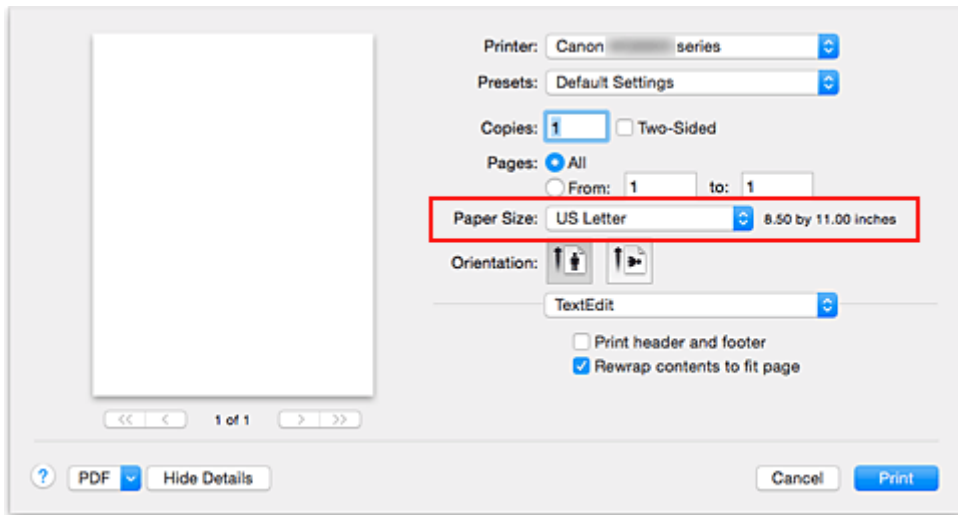 Printer: Canon series
Presets: Default Settings
Copies: 1 Two-Sided
Pages: All
From: 1 to: 1
Paper Size: US Letter 8.50 by 11.00 inches
Orientation:
TextEdit
Print header and footer
Rewrap contents to fit page
<< < 1 of 1 > >>
? PDF Hide Details Cancel Print